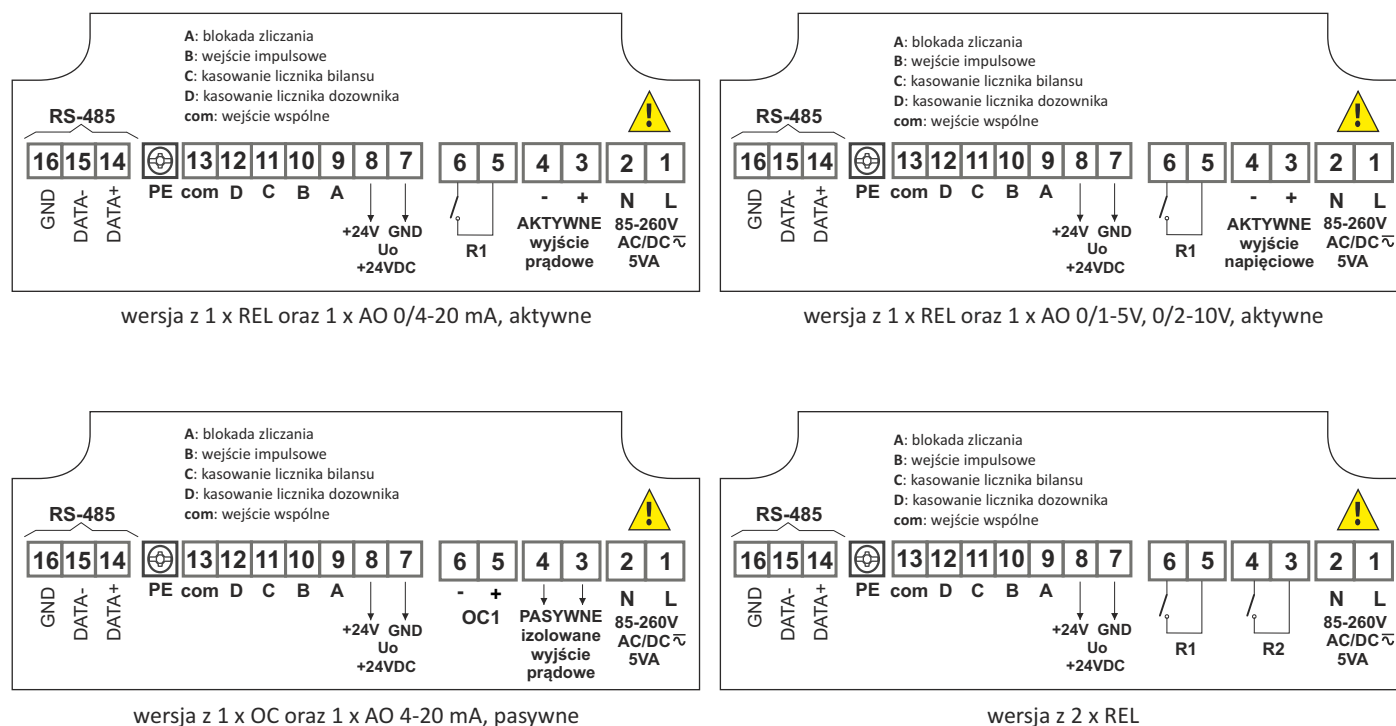 A: blokada zliczania
B: wejście impulsowe
C: kasowanie licznika bilansu
D: kasowanie licznika dozownika
com: wejście wspólne
RS-485
!
16 15 14 13 12 11 10 9 8 7 6 5 4 3 2 1
GND DATA- DATA+ PE com D C B A - + N L
+24V GND
Uo
+24VDC
R1
AKTYWNE
wyjście
prądowe
85-260V
AC/DC
5VA
wersja z 1 x REL oraz 1 x AO 0/4-20 mA, aktywne
A: blokada zliczania
B: wejście impulsowe
C: kasowanie licznika bilansu
D: kasowanie licznika dozownika
com: wejście wspólne
RS-485
!
16 15 14 13 12 11 10 9 8 7 6 5 4 3 2 1
GND DATA- DATA+ PE com D C B A - + N L
+24V GND
Uo
+24VDC
R1
AKTYWNE
wyjście
napięciowe
85-260V
AC/DC
5VA
wersja z 1 x REL oraz 1 x AO 0/1-5V, 0/2-10V, aktywne
A: blokada zliczania
B: wejście impulsowe
C: kasowanie licznika bilansu
D: kasowanie licznika dozownika
com: wejście wspólne
RS-485
!
16 15 14 13 12 11 10 9 8 7 6 5 4 3 2 1
GND DATA- DATA+ PE com D C B A - + N L
+24V GND
Uo
+24VDC
OC1
PASYWNE
izolowane
wyjście
prądowe
85-260V
AC/DC
5VA
wersja z 1 x OC oraz 1 x AO 4-20 mA, pasywne
A: blokada zliczania
B: wejście impulsowe
C: kasowanie licznika bilansu
D: kasowanie licznika dozownika
com: wejście wspólne
RS-485
!
16 15 14 13 12 11 10 9 8 7 6 5 4 3 2 1
GND DATA- DATA+ PE com D C B A N L
+24V GND
Uo
+24VDC
R1
R2
85-260V
AC/DC
5VA
wersja z 2 x REL